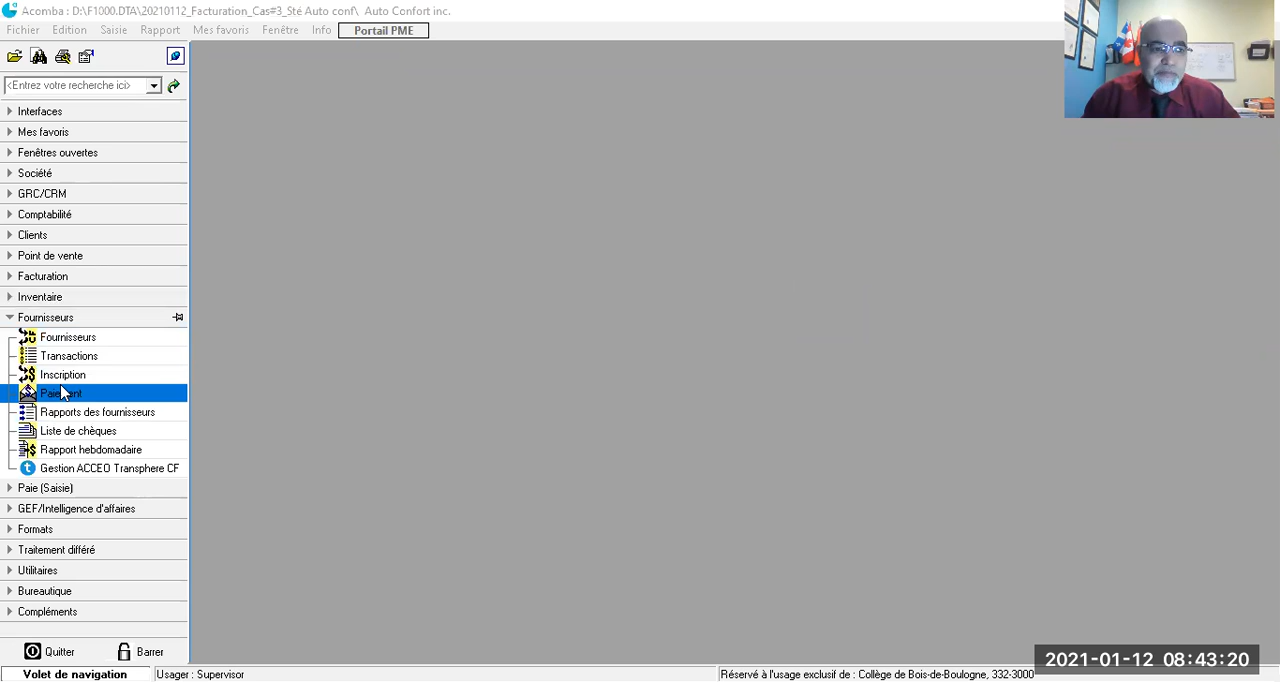 Acomba : D:\F1000.DTA\20210112_Facturation_Cas#3_Sté Auto conf\ Auto Confort inc.
Fichier Edition Saisie Rapport Mes favoris Fenêtre Info Portail PME
<Entrez votre recherche ici>
Interfaces
Mes favoris
Fenêtres ouvertes
Société
GRC/CRM
Comptabilité
Clients
Point de vente
Facturation
Inventaire
Fournisseurs
Fournisseurs
Transactions
Inscription
Paiement
Rapports des fournisseurs
Liste de chèques
Rapport hebdomadaire
Gestion ACCEO Transphere CF
Paie (Saisie)
GEF/Intelligence d'affaires
Formats
Traitement différé
Utilitaires
Bureautique
Compléments
Quitter Barrer
Volet de navigation Usager : Supervisor Réservé à l'usage exclusif de : Collège de Bois-de-Boulogne, 332-3000
2021-01-12 08:43:20